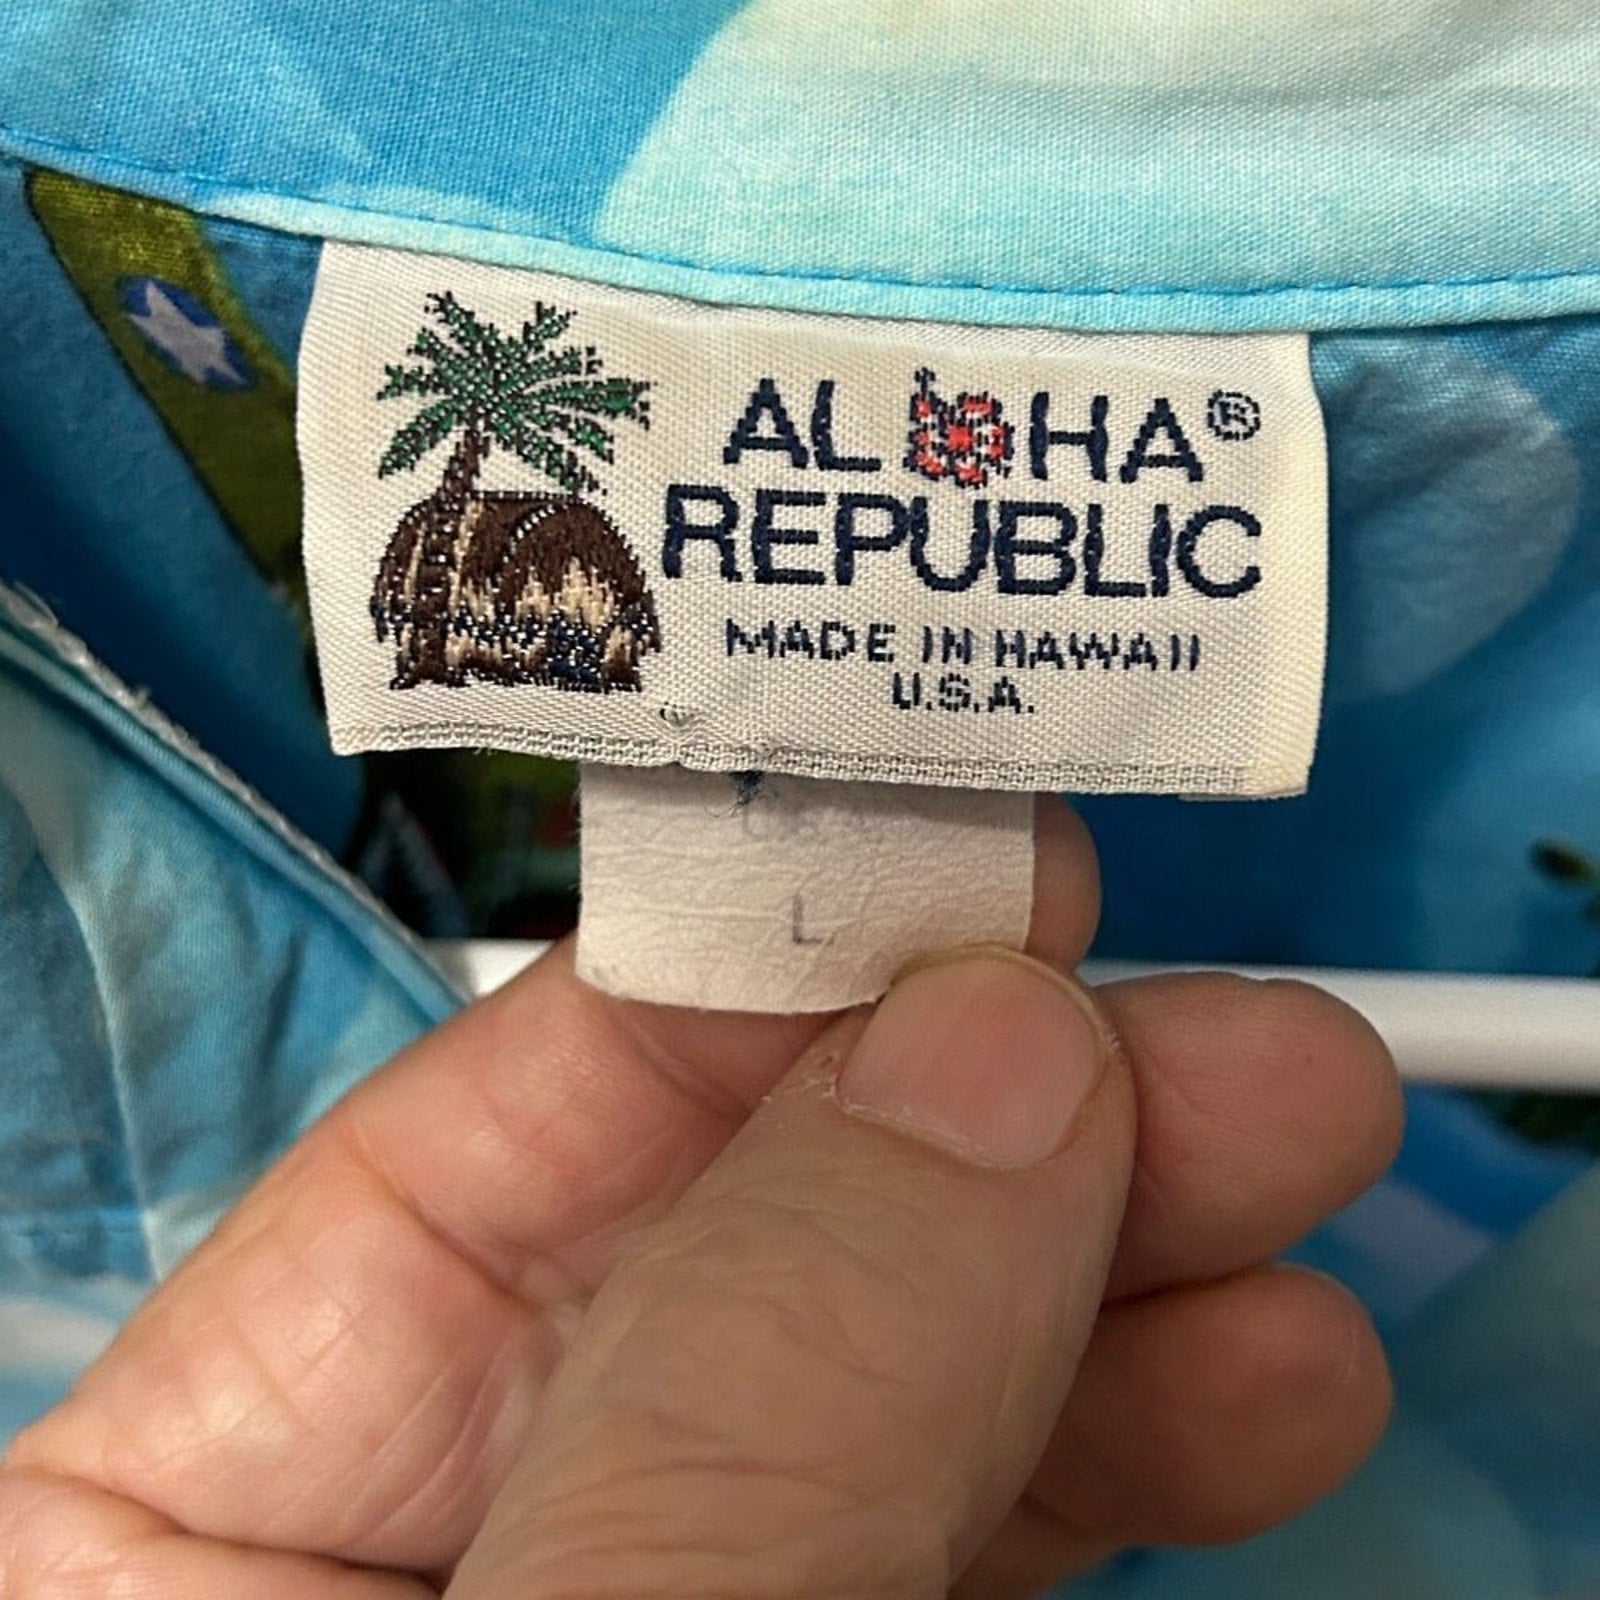 ALOHA®
REPUBLIC
MADE IN HAWAII
U.S.A.
L